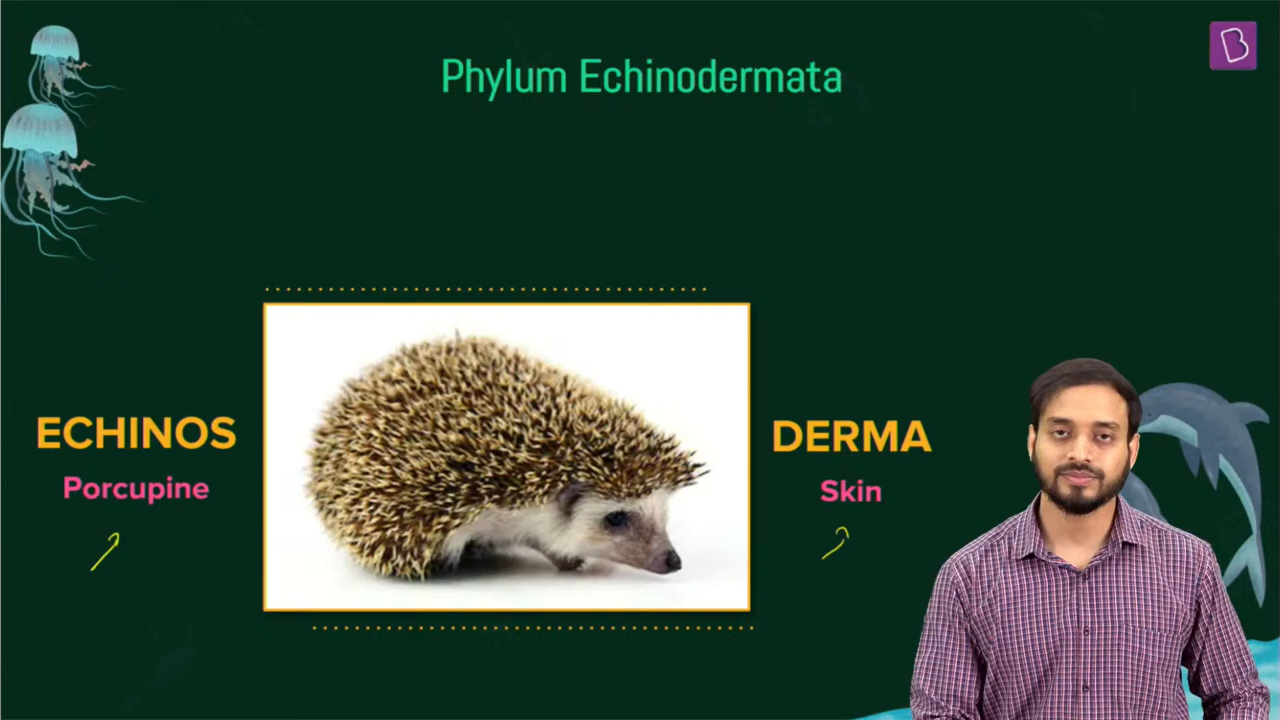 Phylum Echinodermata
ECHINOS
Porcupine
DERMA
Skin
B